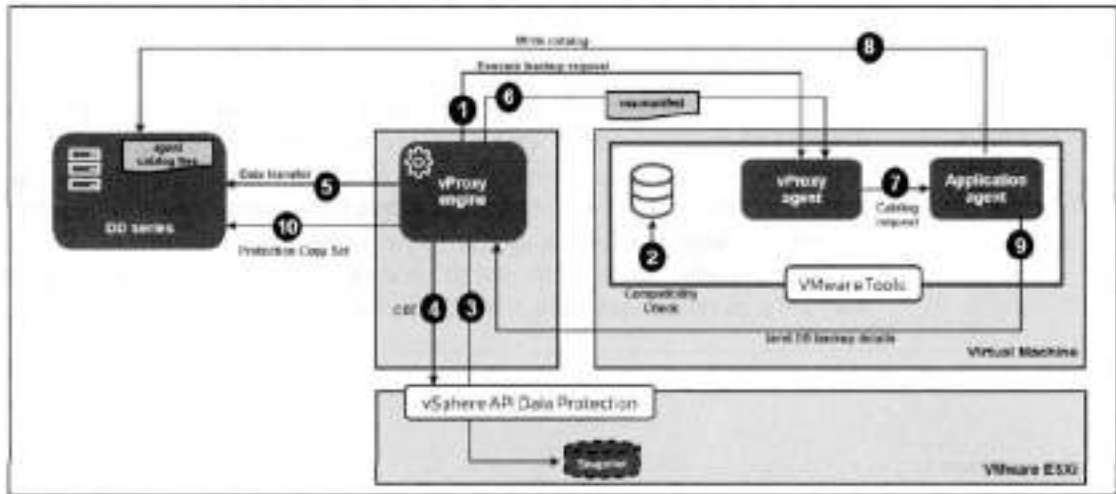 Write catalog
8
Execute backup request
1
6
agent
catalog files
DD series
Data transfer
5
10
Protection Copy Set
vProxy
engine
4
3
vProxy
agent
7
Catalog
request
Application
agent
9
2
Compatibility
Check
VMware Tools
Send DB backup details
Virtual Machine
vSphere API Data Protection
Snapshot
VMware ESXi